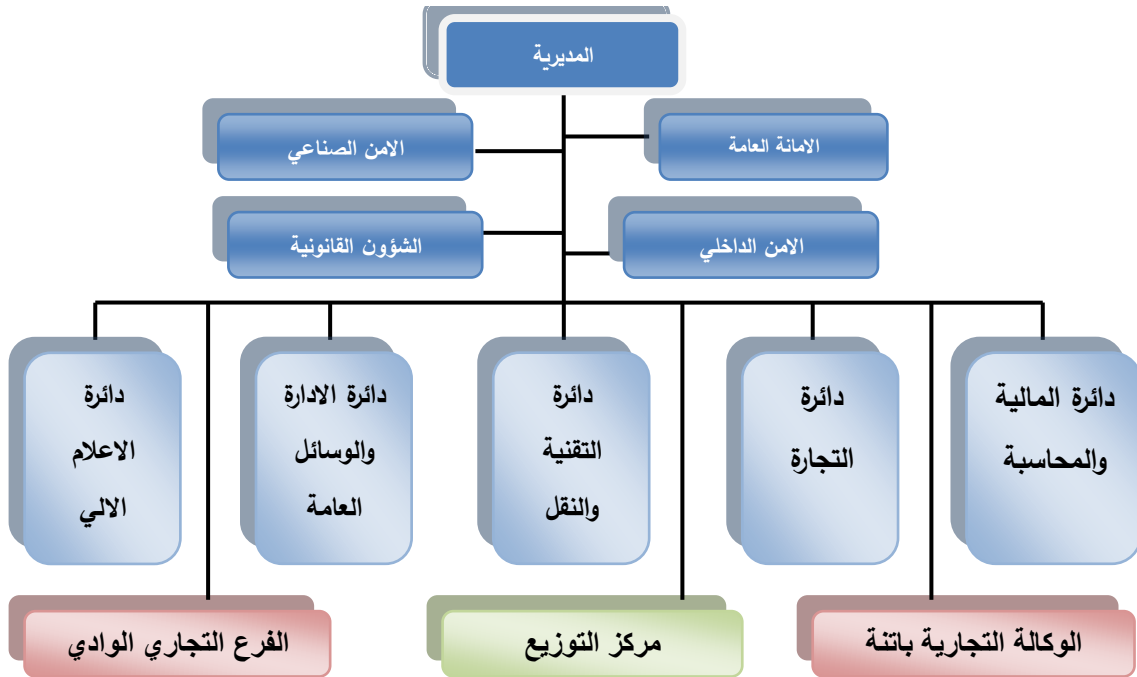 المديرية
الامانة العامة
الامن الصناعي
الامن الداخلي
الشؤون القانونية
دائرة المالية
والمحاسبة
دائرة
التجارة
دائرة
التقنية
والنقل
دائرة الادارة
والوسائل
العامة
دائرة
الاعلام
الالي
الوكالة التجارية باتنة
مركز التوزيع
الفرع التجاري الوادي